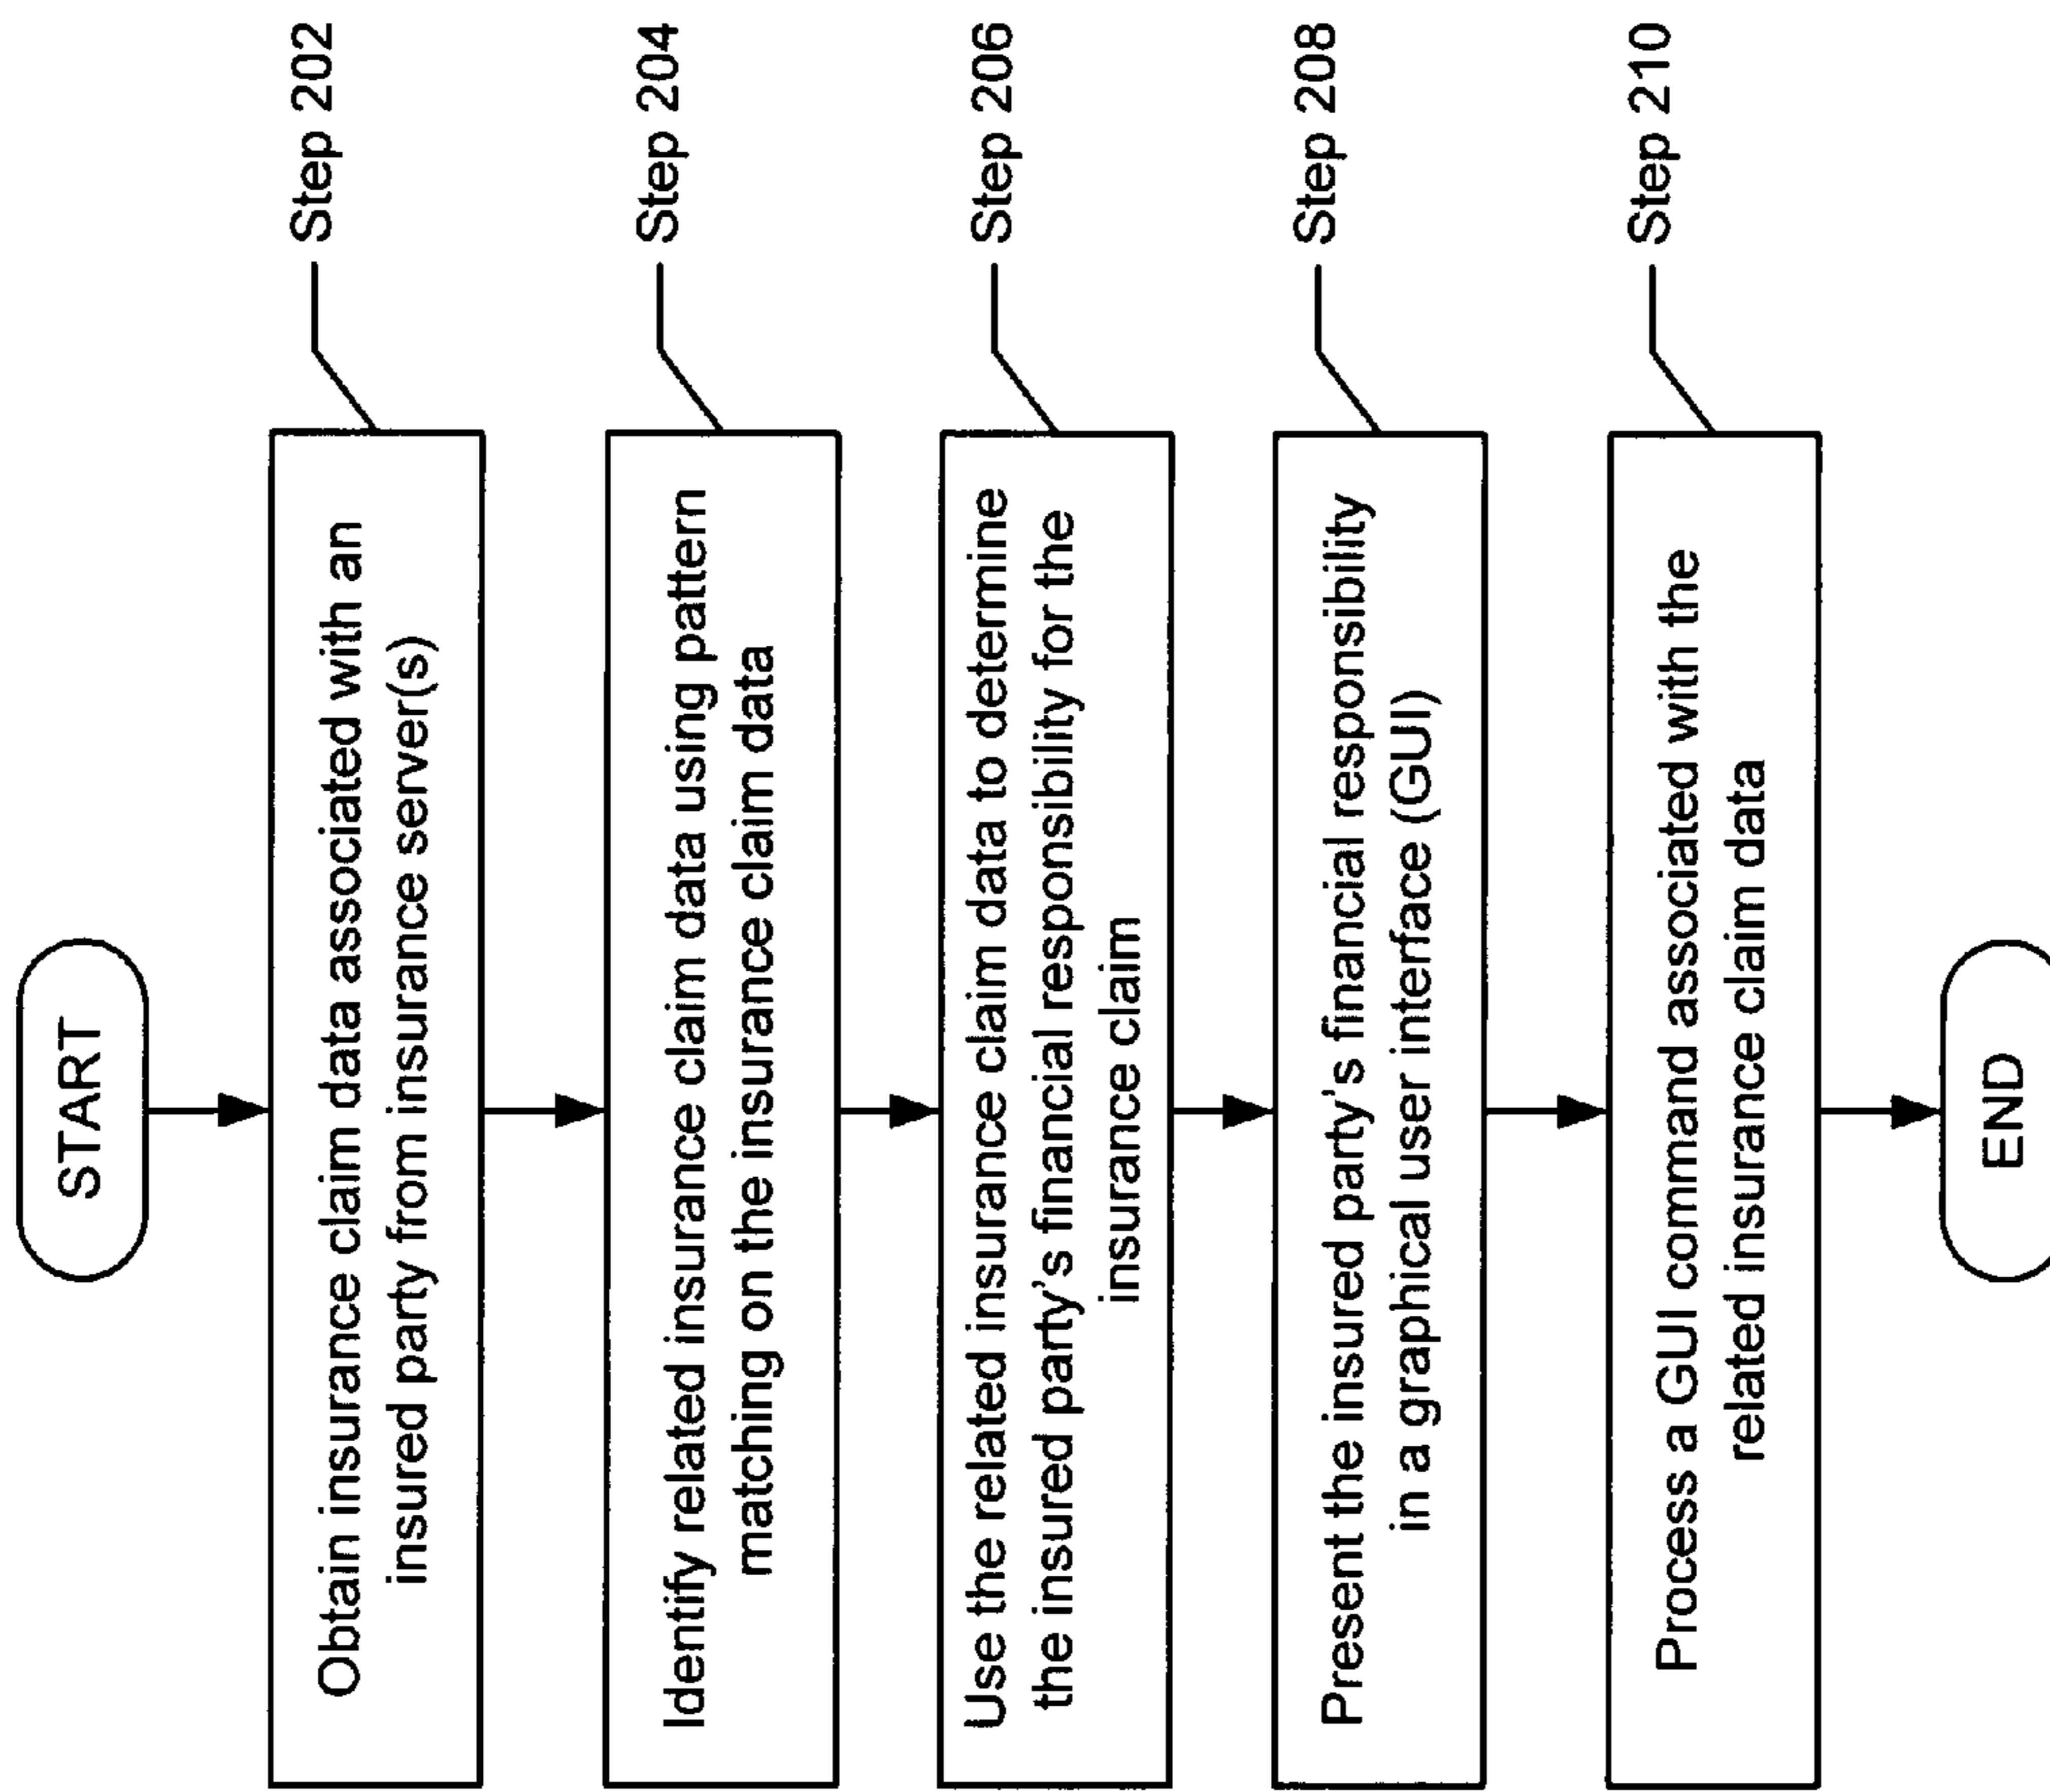 START
Obtain insurance claim data associated with an
insured party from insurance server(s)
Step 202
Identify related insurance claim data using pattern
matching on the insurance claim data
Step 204
Use the related insurance claim data to determine
the insured party's financial responsibility for the
insurance claim
Step 206
Present the insured party's financial responsibility
in a graphical user interface (GUI)
Step 208
Process a GUI command associated with the
related insurance claim data
Step 210
END